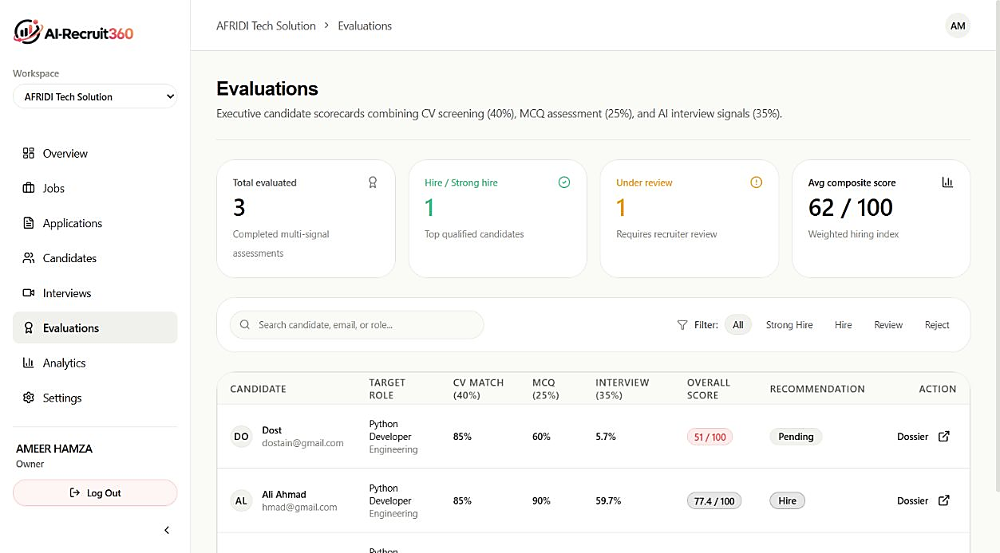 AI-Recruit360
Workspace
AFRIDI Tech Solution
Overview
Jobs
Applications
Candidates
Interviews
Evaluations
Analytics
Settings
AMEER HAMZA
Owner
Log Out
AFRIDI Tech Solution > Evaluations
AM
Evaluations
Executive candidate scorecards combining CV screening (40%), MCQ assessment (25%), and AI interview signals (35%).
Total evaluated
3
Completed multi-signal
assessments
Hire / Strong hire
1
Top qualified candidates
Under review
1
Requires recruiter review
Avg composite score
62 / 100
Weighted hiring index
Search candidate, email, or role...
Filter: All Strong Hire Hire Review Reject
CANDIDATE
TARGET
ROLE
CV MATCH
(40%)
MCQ
(25%)
INTERVIEW
(35%)
OVERALL
SCORE
RECOMMENDATION
ACTION
DO
Dost
dostain@gmail.com
Python
Developer
Engineering
85%
60%
5.7%
51 / 100
Pending
Dossier
AL
Ali Ahmad
hmad@gmail.com
Python
Developer
Engineering
85%
90%
59.7%
77.4 / 100
Hire
Dossier
Python